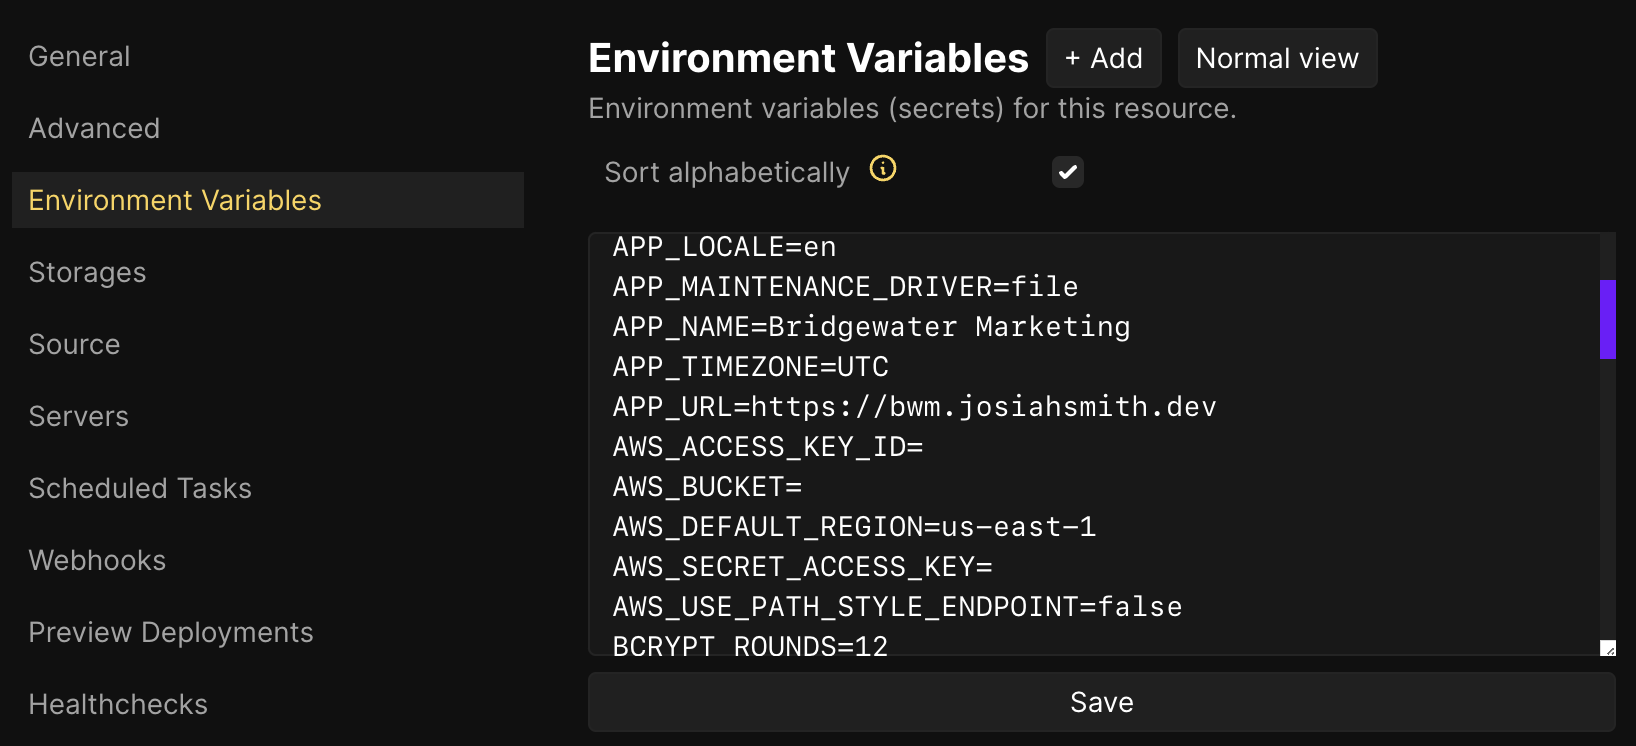 General
Advanced
Environment Variables
Storages
Source
Servers
Scheduled Tasks
Webhooks
Preview Deployments
Healthchecks
Environment Variables
+ Add
Normal view
Environment variables (secrets) for this resource.
Sort alphabetically
APP_LOCALE=en
APP_MAINTENANCE_DRIVER=file
APP_NAME=Bridgewater Marketing
APP_TIMEZONE=UTC
APP_URL=https://bwm.josiahsmith.dev
AWS_ACCESS_KEY_ID=
AWS_BUCKET=
AWS_DEFAULT_REGION=us-east-1
AWS_SECRET_ACCESS_KEY=
AWS_USE_PATH_STYLE_ENDPOINT=false
BCRYPT_ROUNDS=12
Save